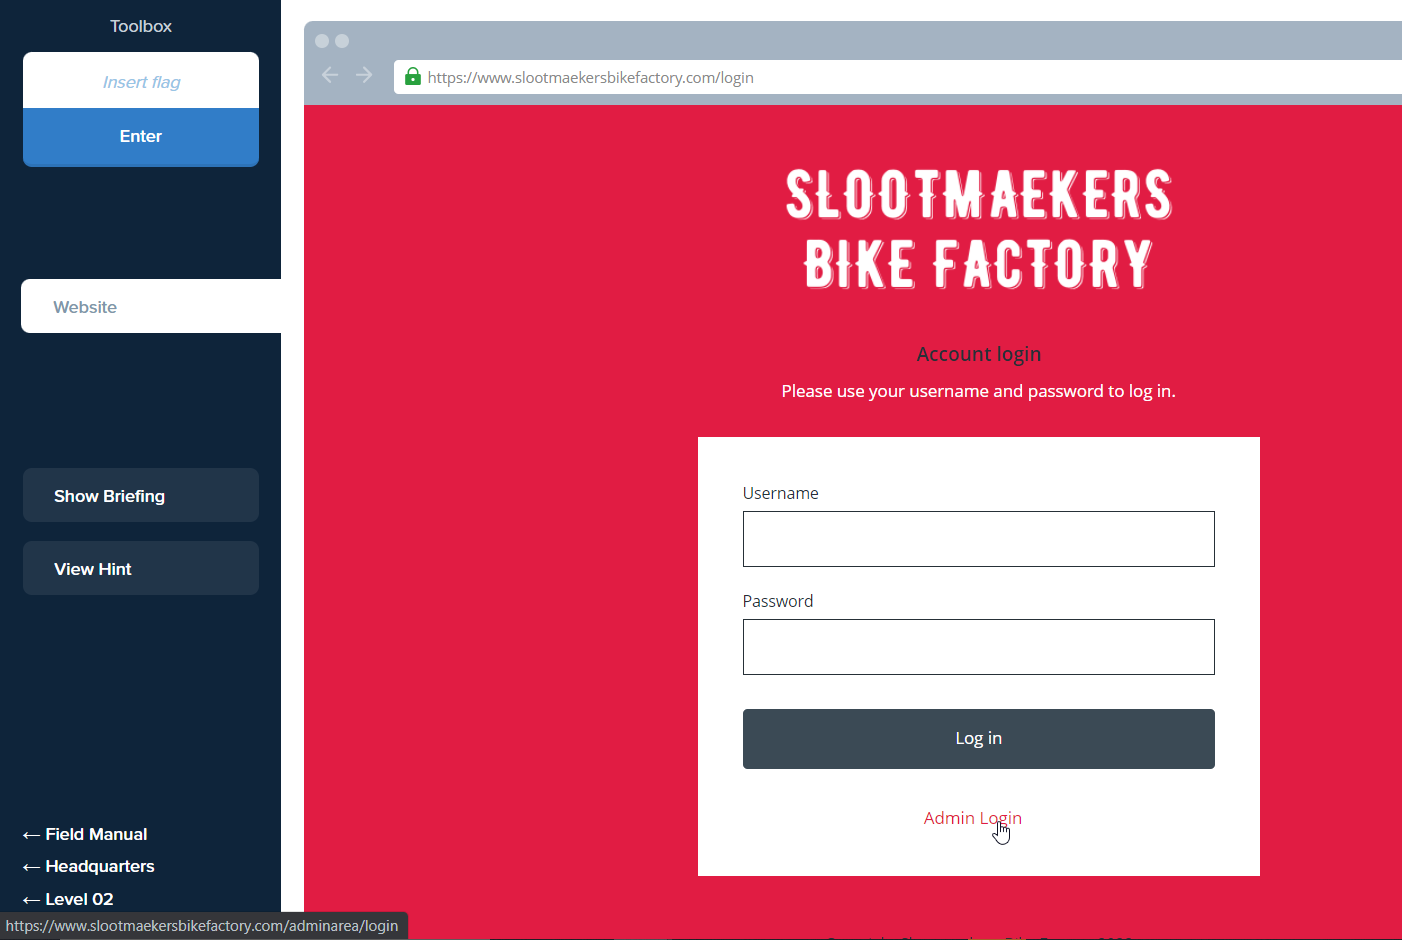 Toolbox
Insert flag
Enter
Website
Show Briefing
View Hint
← Field Manual
← Headquarters
← Level 02
https://www.slootmaekersbikefactory.com/adminarea/login
https://www.slootmaekersbikefactory.com/login
SLOOTMAEKERS
BIKE FACTORY
Account login
Please use your username and password to log in.
Username
Password
Log in
Admin Login